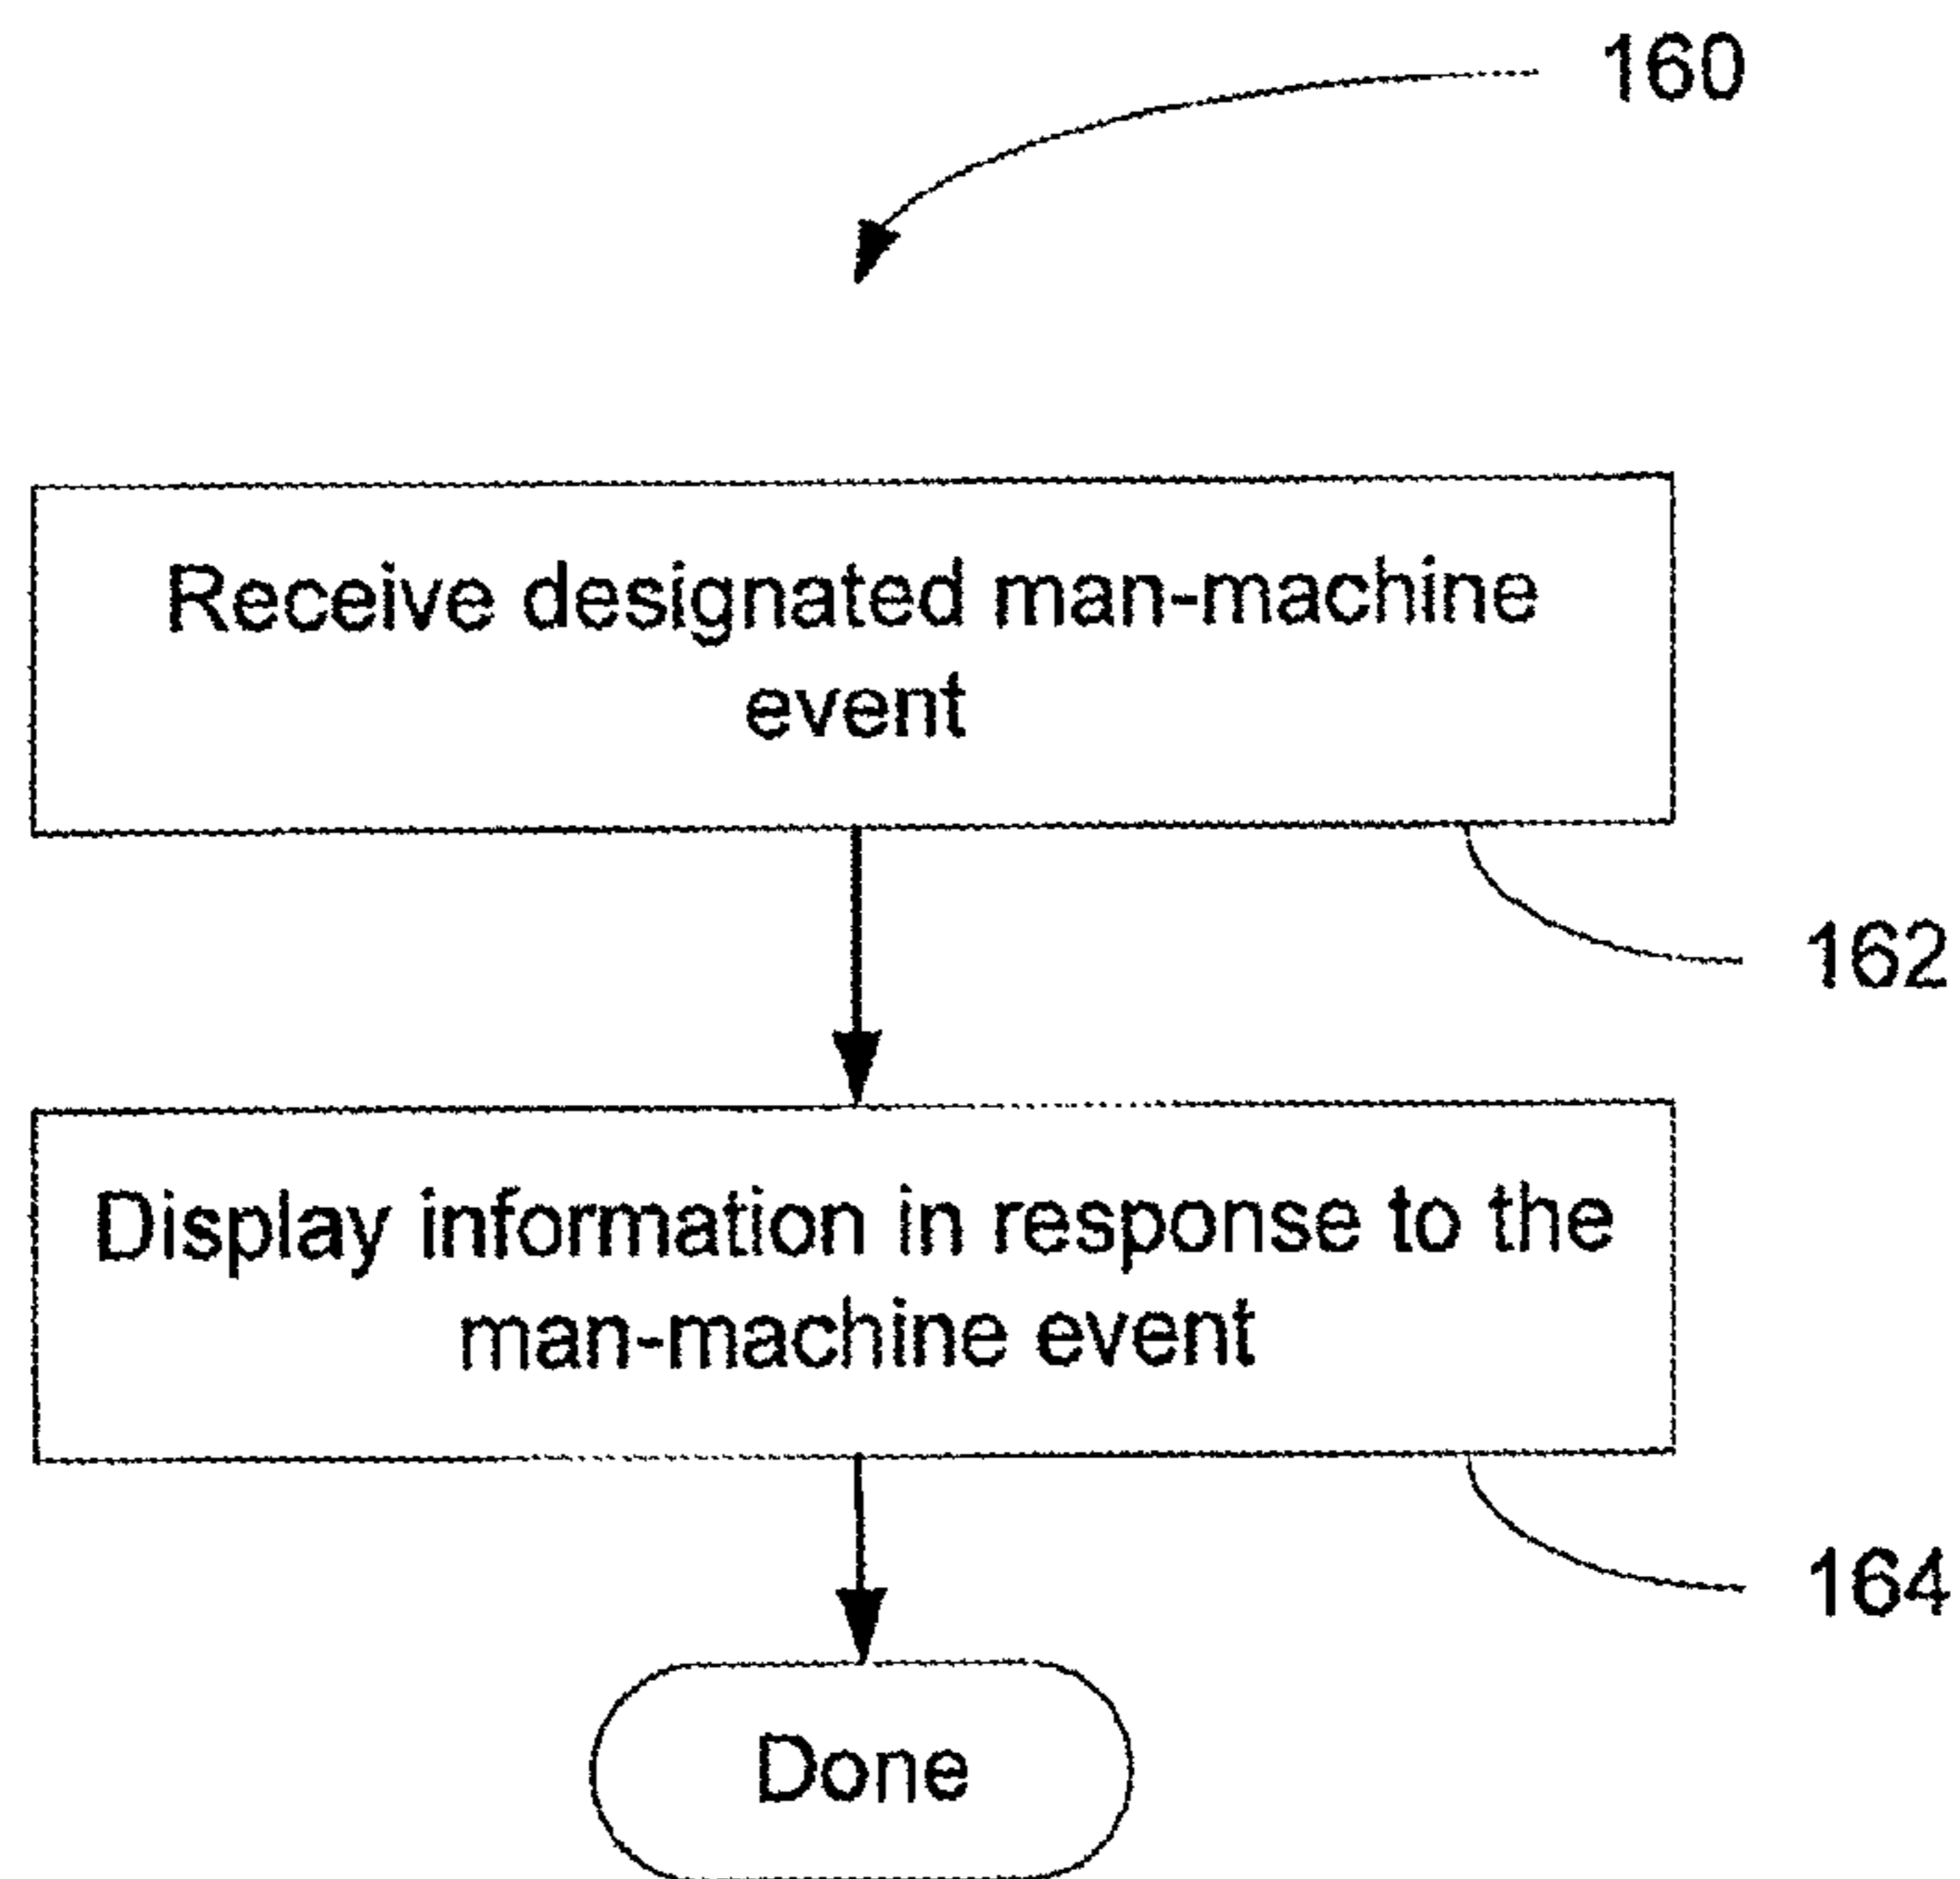 160
Receive designated man-machine
event
162
Display information in response to the
man-machine event
164
Done